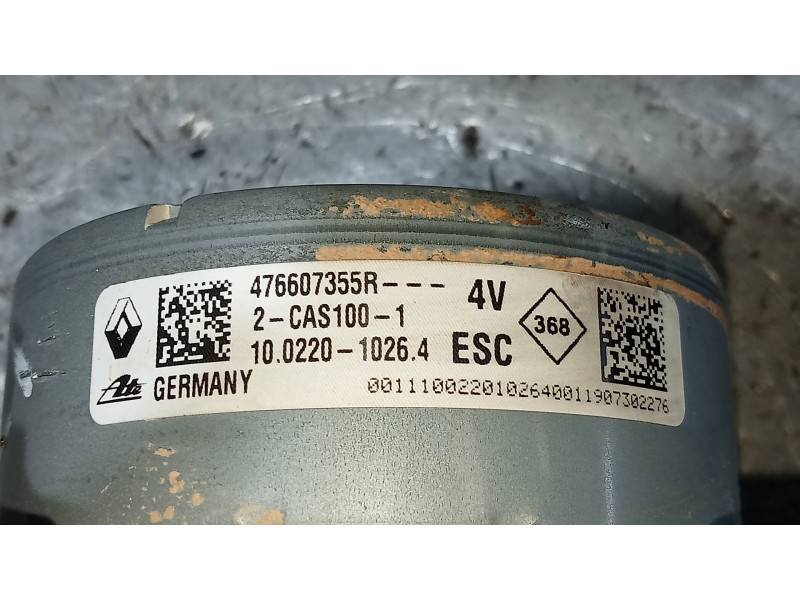 476607355R---
4V
2-CAS100-1
368
10.0220-1026.4
ESC
Ate
GERMANY
0011100220102640011907302276